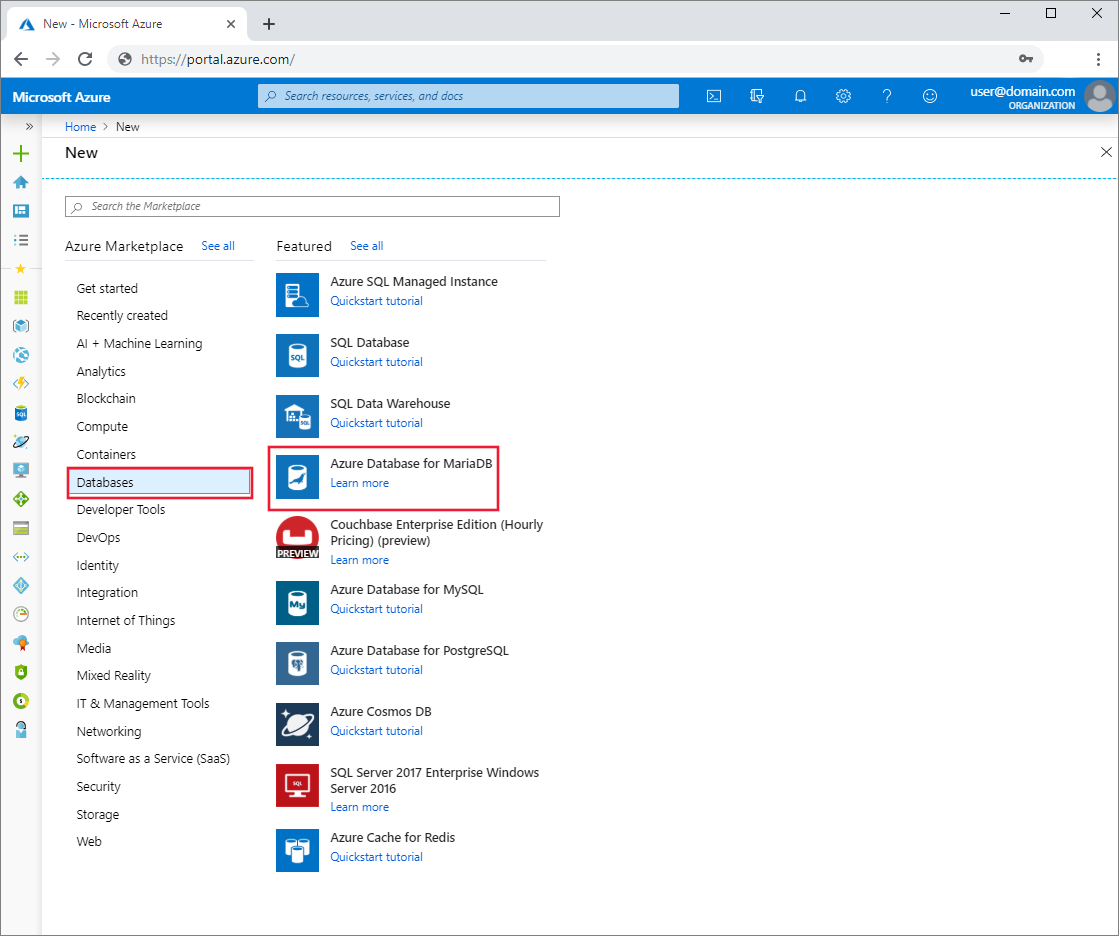 New - Microsoft Azure
https://portal.azure.com/
Microsoft Azure
Search resources, services, and docs
user@domain.com
ORGANIZATION
Home > New
New
Search the Marketplace
Azure Marketplace See all
Get started
Recently created
AI + Machine Learning
Analytics
Blockchain
Compute
Containers
Databases
Developer Tools
DevOps
Identity
Integration
Internet of Things
Media
Mixed Reality
IT & Management Tools
Networking
Software as a Service (SaaS)
Security
Storage
Web
Featured See all
Azure SQL Managed Instance
Quickstart tutorial
SQL
SQL Database
Quickstart tutorial
SQL
SQL Data Warehouse
Quickstart tutorial
Azure Database for MariaDB
Learn more
PREVIEW
Couchbase Enterprise Edition (Hourly
Pricing) (preview)
Learn more
My
Azure Database for MySQL
Quickstart tutorial
Azure Database for PostgreSQL
Quickstart tutorial
Azure Cosmos DB
Quickstart tutorial
SQL
SQL Server 2017 Enterprise Windows
Server 2016
Learn more
Azure Cache for Redis
Quickstart tutorial